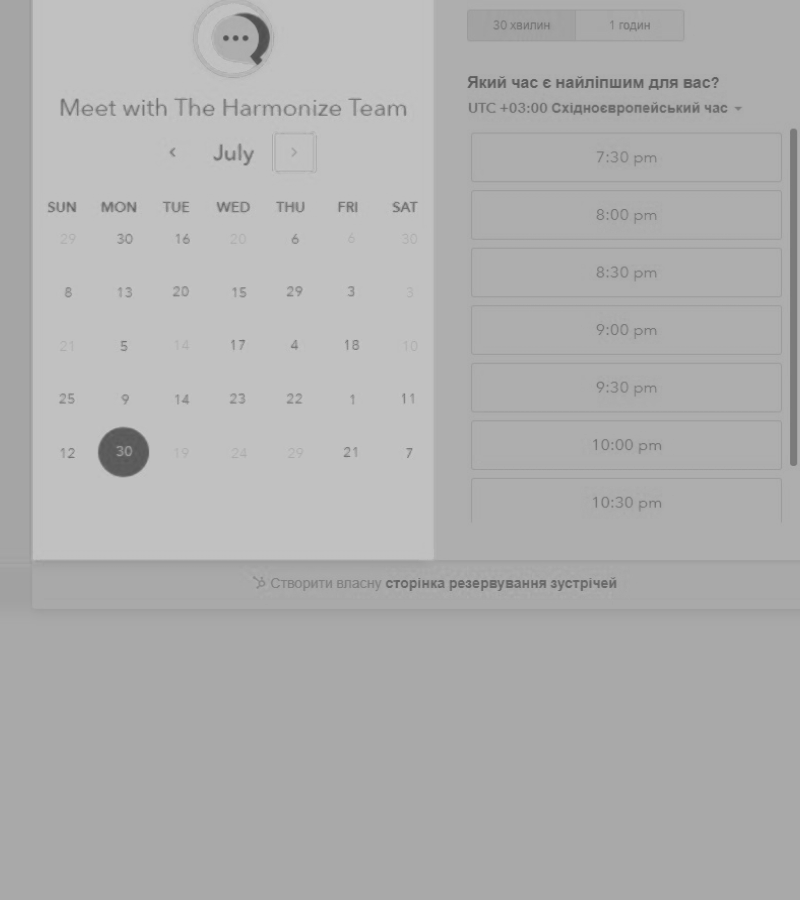 Meet with The Harmonize Team
July
SUN MON TUE WED THU FRI SAT
29 30 16 20 6 6 30
8 13 20 15 29 3 3
21 5 14 17 4 18 10
25 9 14 23 22 1 11
12 30 19 24 29 21 7
30 хвилин 1 годин
Який час є найліпшим для вас?
UTC +03:00 Східноєвропейський час
7:30 pm
8:00 pm
8:30 pm
9:00 pm
9:30 pm
10:00 pm
10:30 pm
Створити власну сторінка резервування зустрічей